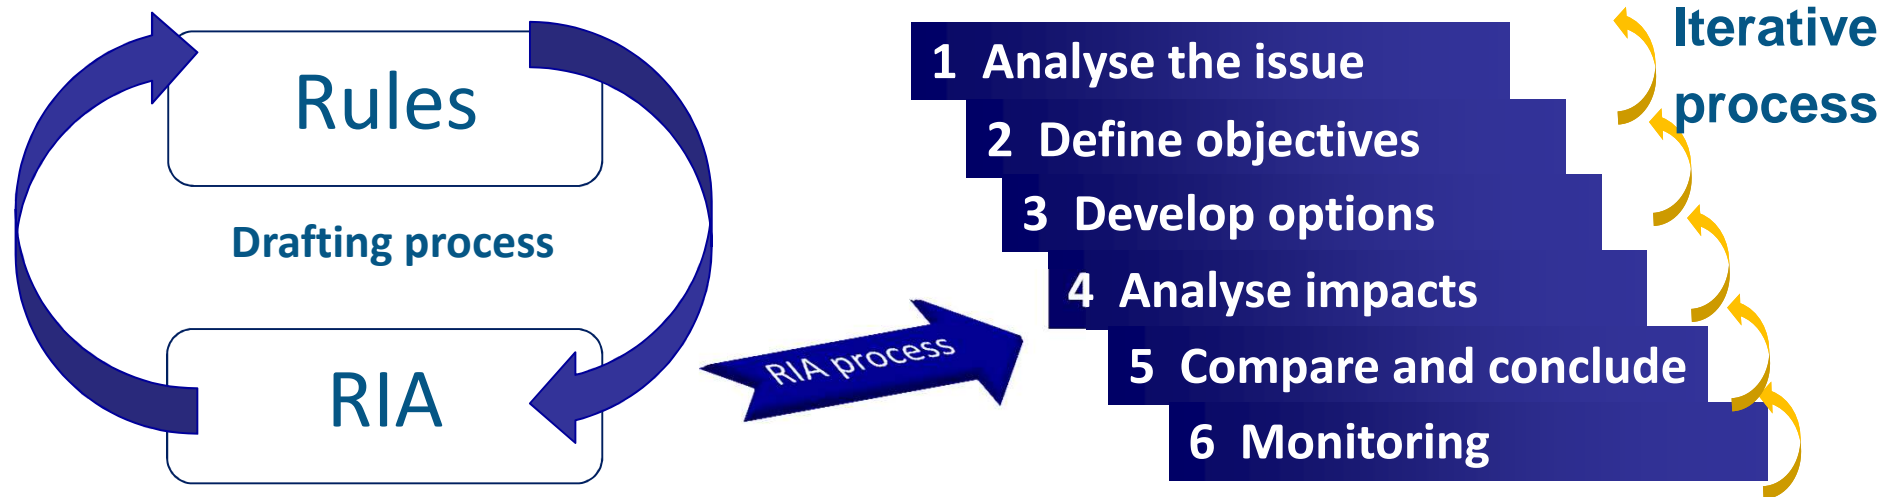 Rules
Drafting process
RIA
RIA process
1 Analyse the issue
2 Define objectives
3 Develop options
4 Analyse impacts
5 Compare and conclude
6 Monitoring
Iterative
process